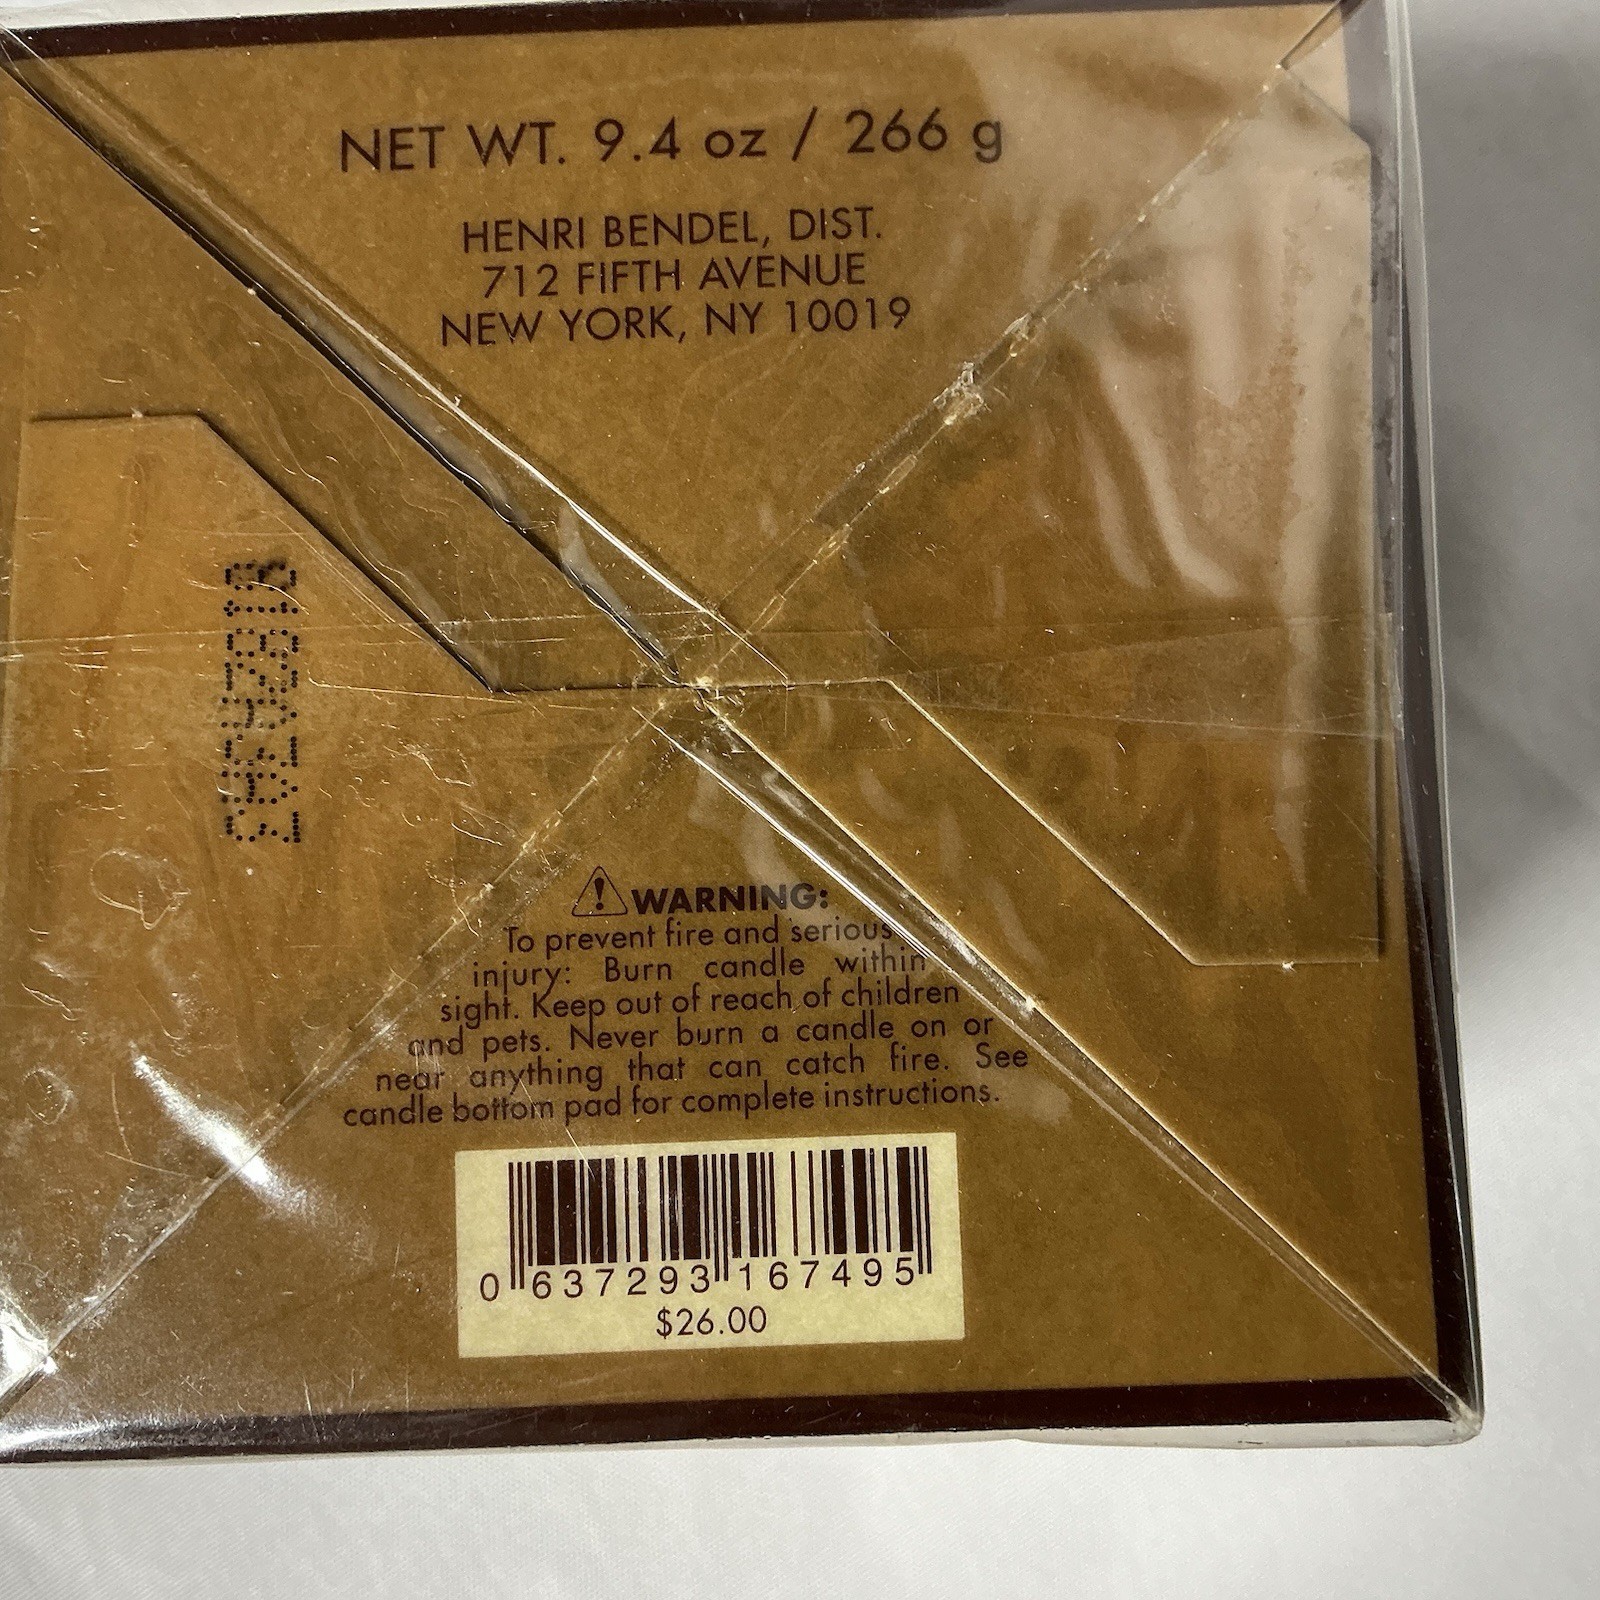 NET WT. 9.4 oz / 266 g
HENRI BENDEL, DIST.
712 FIFTH AVENUE
NEW YORK, NY 10019
⚠WARNING:
To prevent fire and serious
injury: Burn candle within
sight. Keep out of reach of children
and pets. Never burn a candle on or
near anything that can catch fire. See
candle bottom pad for complete instructions.
0 637293 167495
$26.00